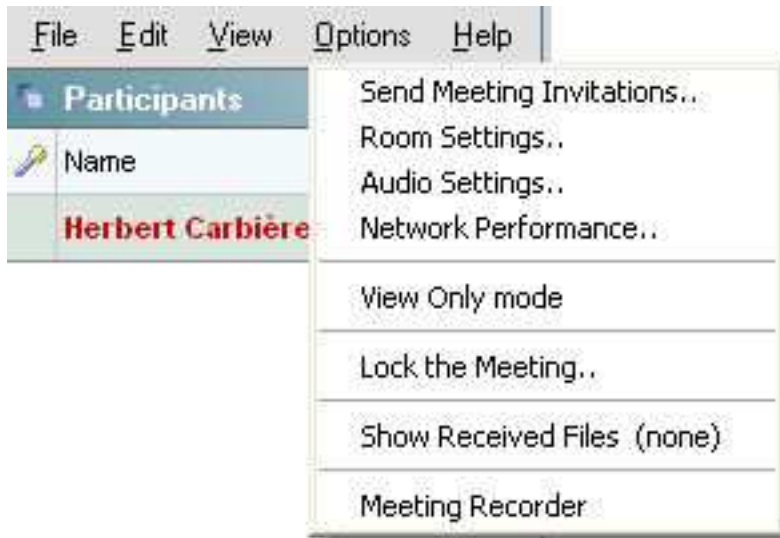 File Edit View Options Help
Participants
Name
Herbert Carbière
Send Meeting Invitations..
Room Settings..
Audio Settings..
Network Performance..
View Only mode
Lock the Meeting..
Show Received Files (none)
Meeting Recorder